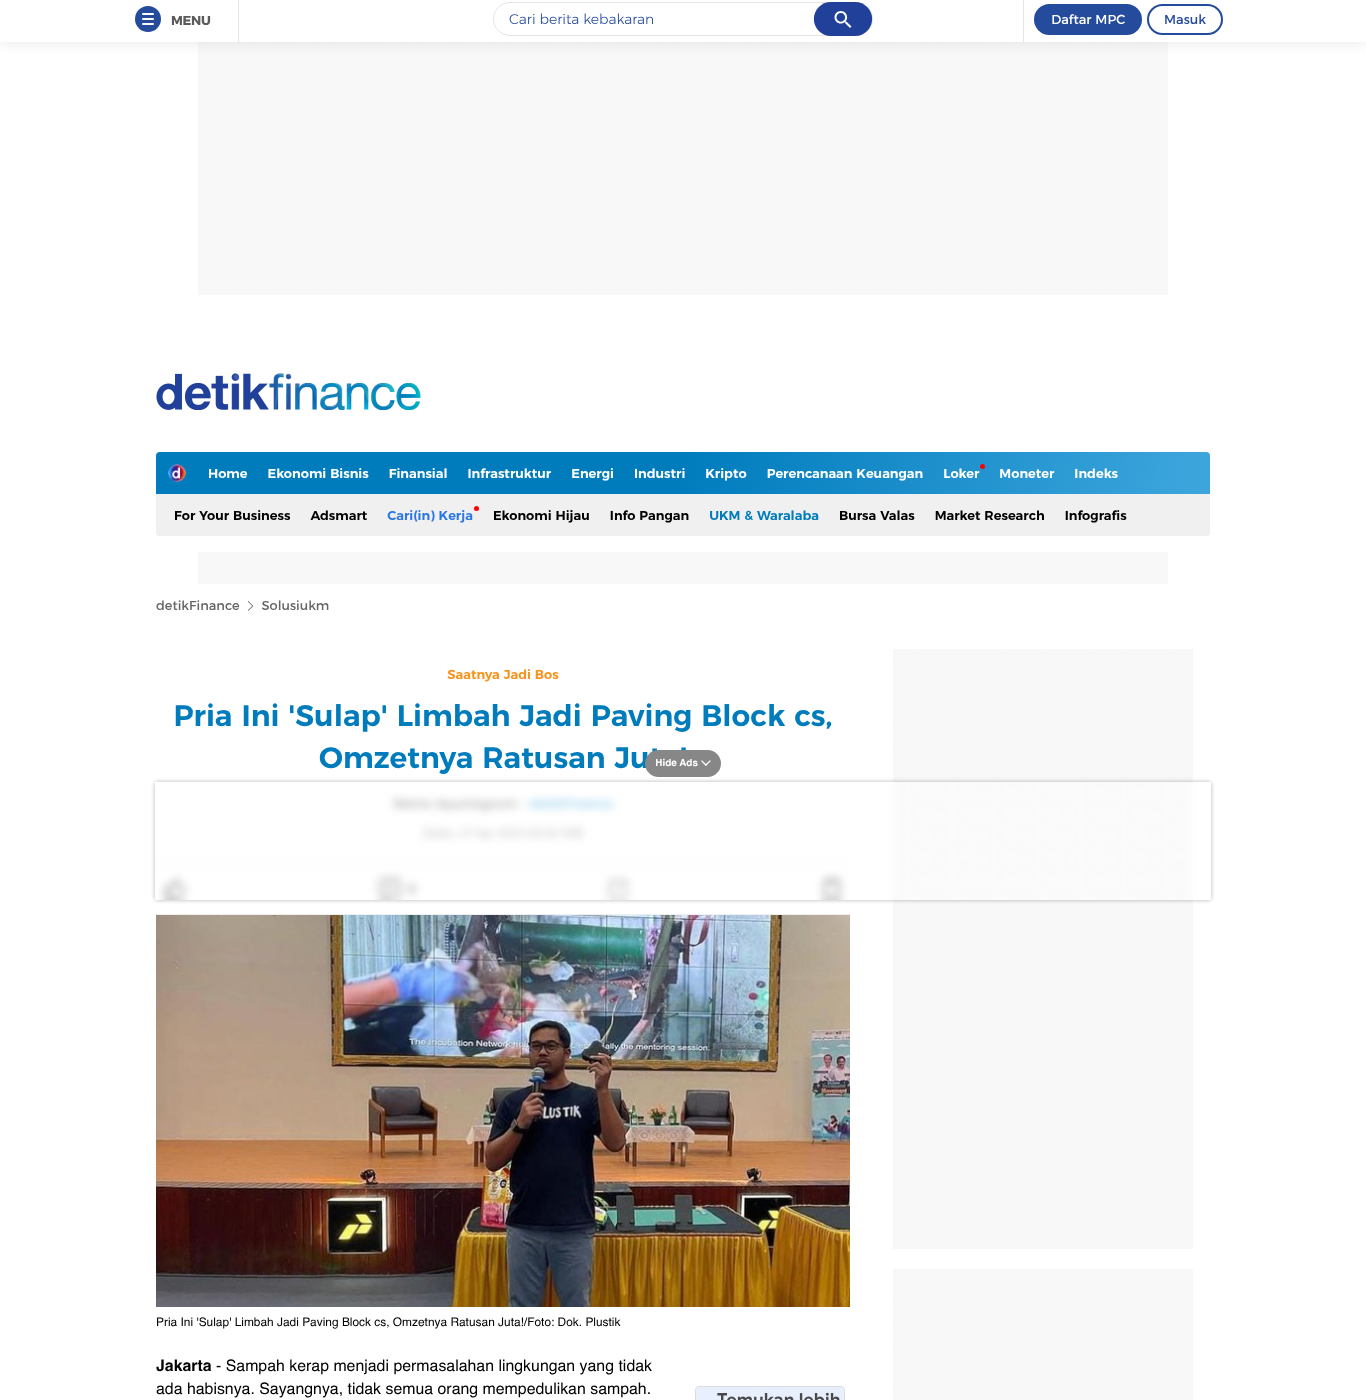 MENU
Cari berita kebakaran
Daftar MPC
Masuk
detikfinance
d Home Ekonomi Bisnis Finansial Infrastruktur Energi Industri Kripto Perencanaan Keuangan Loker Moneter Indeks
For Your Business Adsmart Cari(in) Kerja Ekonomi Hijau Info Pangan UKM & Waralaba Bursa Valas Market Research Infografis
detikFinance > Solusiukm
Saatnya Jadi Bos
Pria Ini 'Sulap' Limbah Jadi Paving Block cs,
Omzetnya Ratusan
Hide Ads
The Incubation Network
ally the mentoring session.
LUSTIK
Pria Ini 'Sulap' Limbah Jadi Paving Block cs, Omzetnya Ratusan Juta!/Foto: Dok. Plustik
Jakarta - Sampah kerap menjadi permasalahan lingkungan yang tidak
ada habisnya. Sayangnya, tidak semua orang mempedulikan sampah.
Temukan lebih